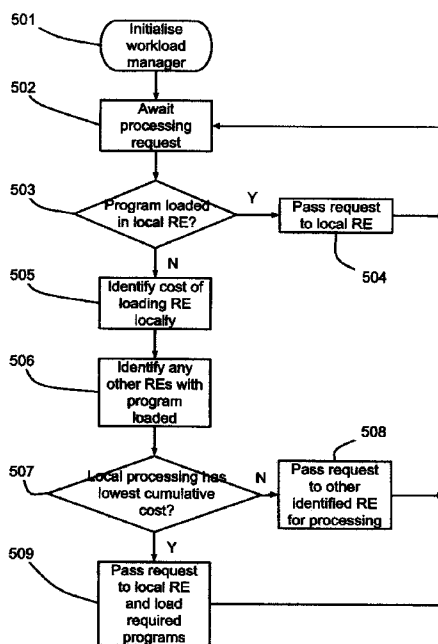 501
Initialise
workload
manager
502
Await
processing
request
503
Program loaded
in local RE?
Y
Pass request
to local RE
504
N
505
Identify cost of
loading RE
locally
506
Identify any
other REs with
program
loaded
507
Local processing has
lowest cumulative
cost?
N
508
Pass request
to other
identified RE
for processing
Y
509
Pass request
to local RE
and load
required
programs